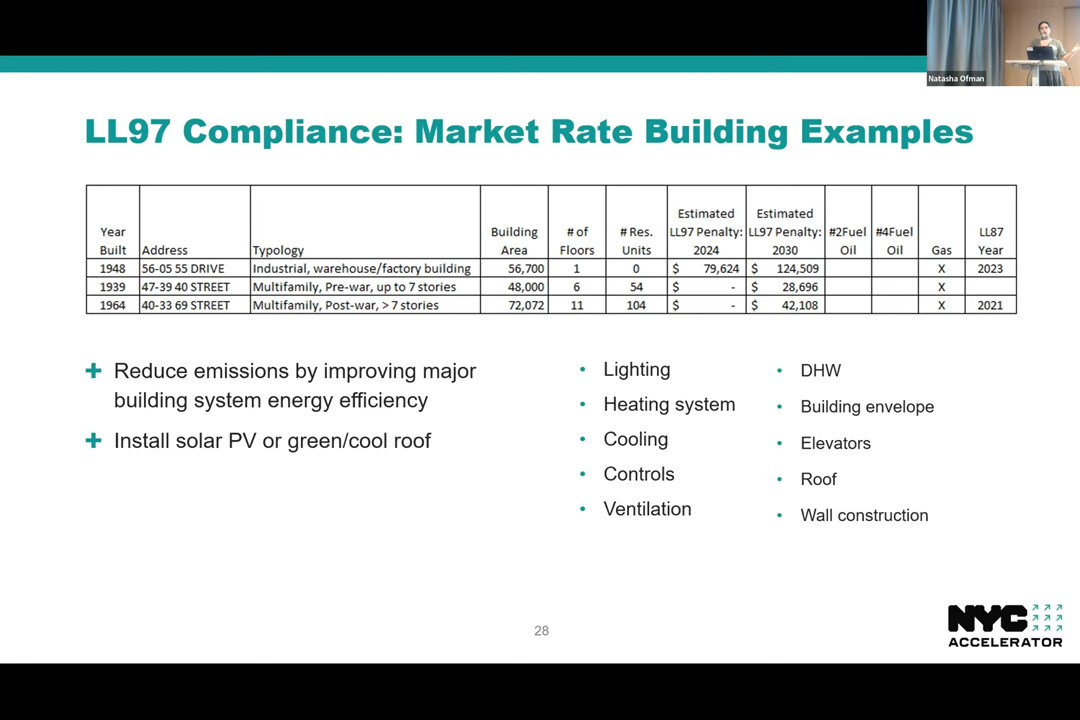 Natasha Ofman
LL97 Compliance: Market Rate Building Examples
Year Built Address Typology Building Area # of Floors # Res. Units Estimated LL97 Penalty: 2024 Estimated LL97 Penalty: 2030 #2Fuel Oil #4Fuel Oil Gas LL87 Year
1948 56-05 55 DRIVE Industrial, warehouse/factory building 56,700 1 0 $ 79,624 $ 124,509 X 2023
1939 47-39 40 STREET Multifamily, Pre-war, up to 7 stories 48,000 6 54 $ - $ 28,696 X
1964 40-33 69 STREET Multifamily, Post-war, > 7 stories 72,072 11 104 $ - $ 42,108 X 2021
Reduce emissions by improving major
building system energy efficiency
Install solar PV or green/cool roof
• Lighting
• Heating system
• Cooling
• Controls
• Ventilation
• DHW
• Building envelope
• Elevators
• Roof
• Wall construction
28
NYC
ACCELERATOR